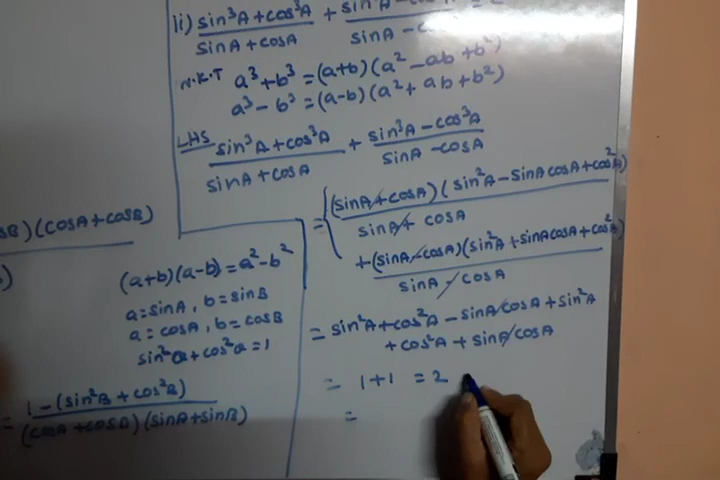 ii) sin³A + cos³A / sinA + cosA + sin³A - cos / sinA - c = 2
N.K.T a³ + b³ = (a+b)(a² - ab + b²)
a³ - b³ = (a-b)(a² + ab + b²)
LHS sin³A + cos³A / sinA + cosA + sin³A - cos³A / sinA - cosA
= { (sinA + cosA)(sin²A - sinA cosA + cos²A) / sinA + cosA
+ (sinA - cosA)(sin²A + sinA cosA + cos²A) / sinA - cosA
= sin²A + cos²A - sinA cosA + sin²A
+ cos²A + sinA cosA
= 1+1 = 2
=
sB)(cosA + cosB)
)
(a+b)(a-b) = a² - b²
a = sinA, b = sinB
a = cosA, b = cosB
sin²a + cos²a = 1
= 1 - (sin²B + cos²B) / (cosA + cosB)(sinA + sinB)